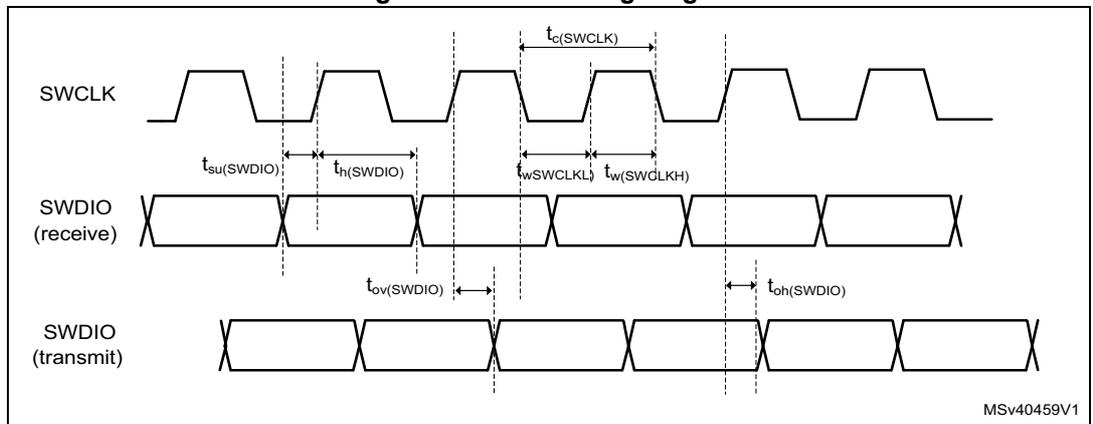 tc(SWCLK)
SWCLK
tsu(SWDIO)
th(SWDIO)
twSWCLKL)
tw(SWCLKH)
SWDIO
(receive)
tov(SWDIO)
toh(SWDIO)
SWDIO
(transmit)
MSv40459V1